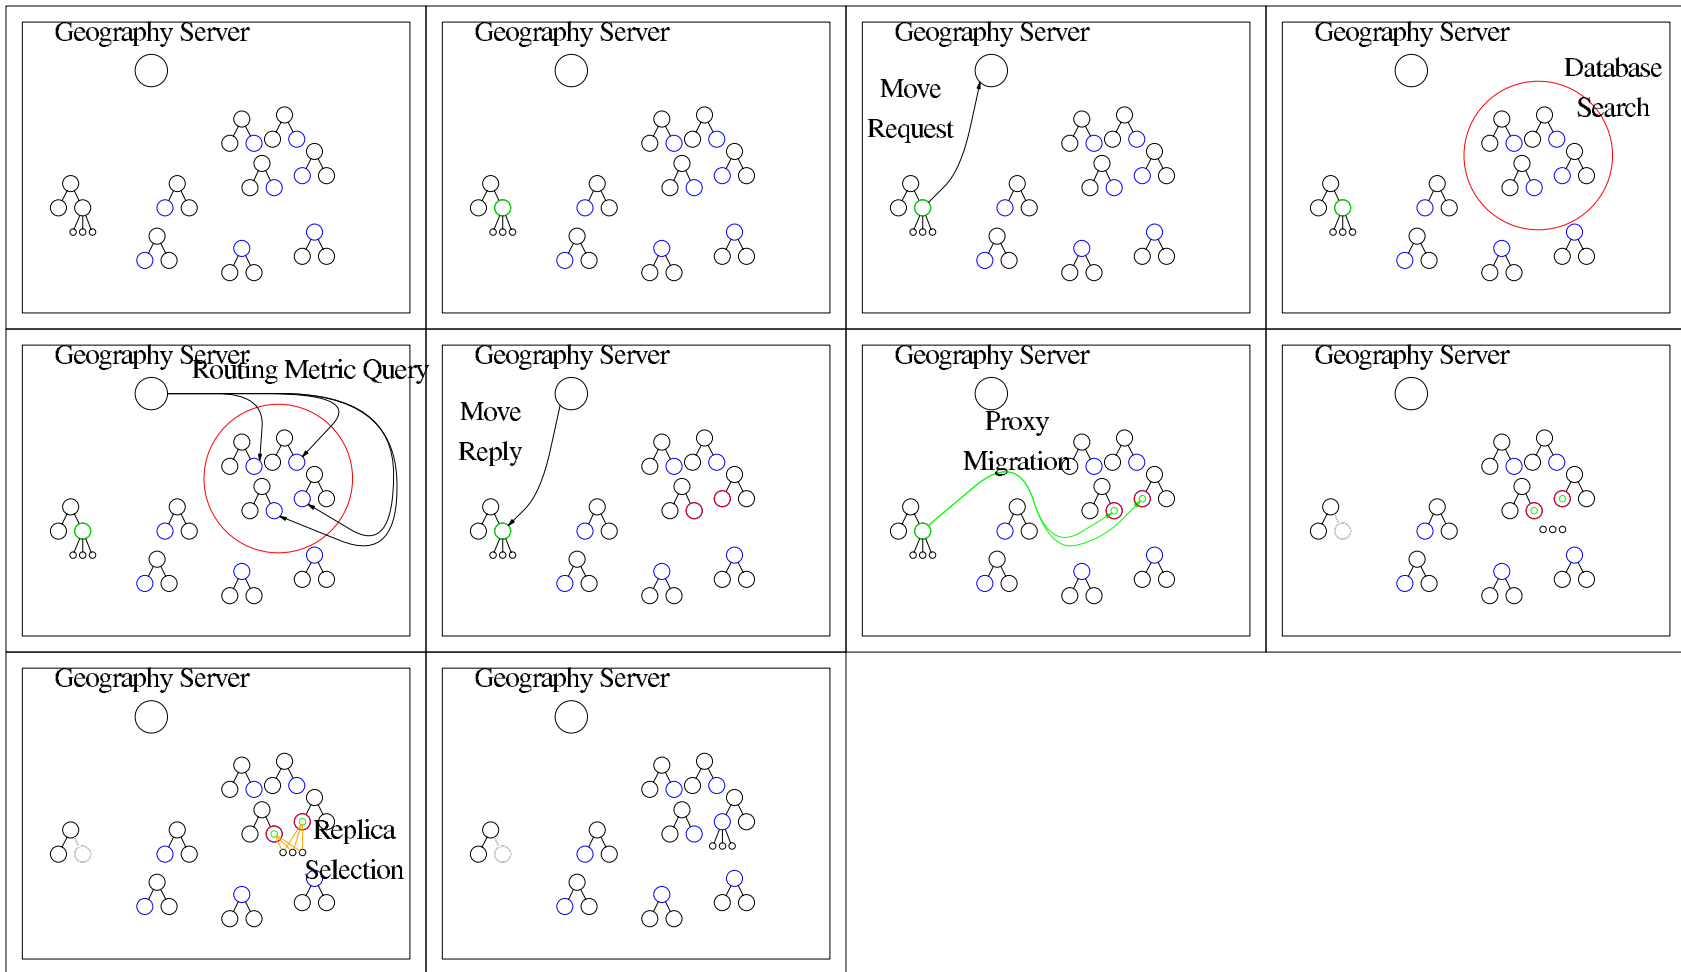 Geography Server
Geography Server
Geography Server
Move
Request
Geography Server
Database
Search
Geography Server
Routing Metric Query
Geography Server
Move
Reply
Geography Server
Proxy
Migration
Geography Server
Geography Server
Replica
Selection
Geography Server